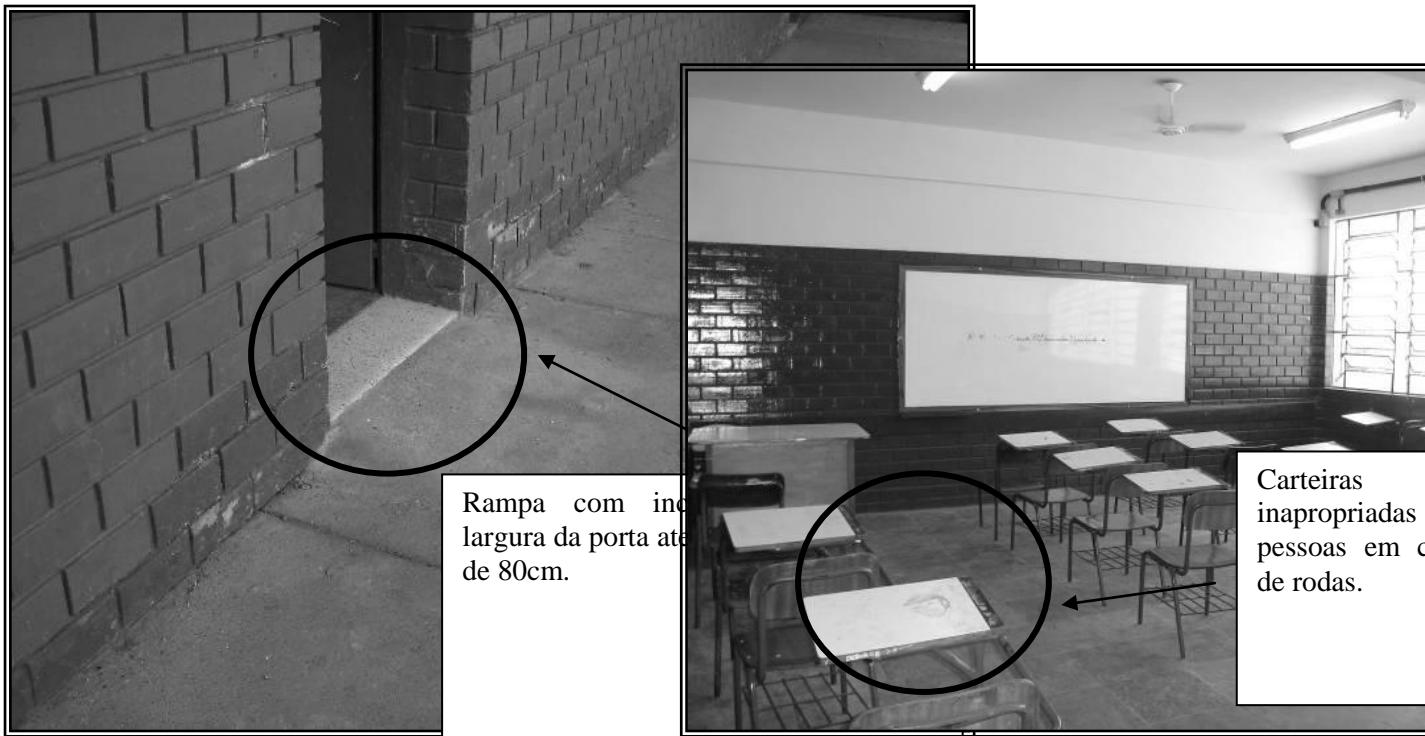 Rampa com inc
largura da porta ate
de 80cm.
Carteiras
inapropriadas
pessoas em c
de rodas.